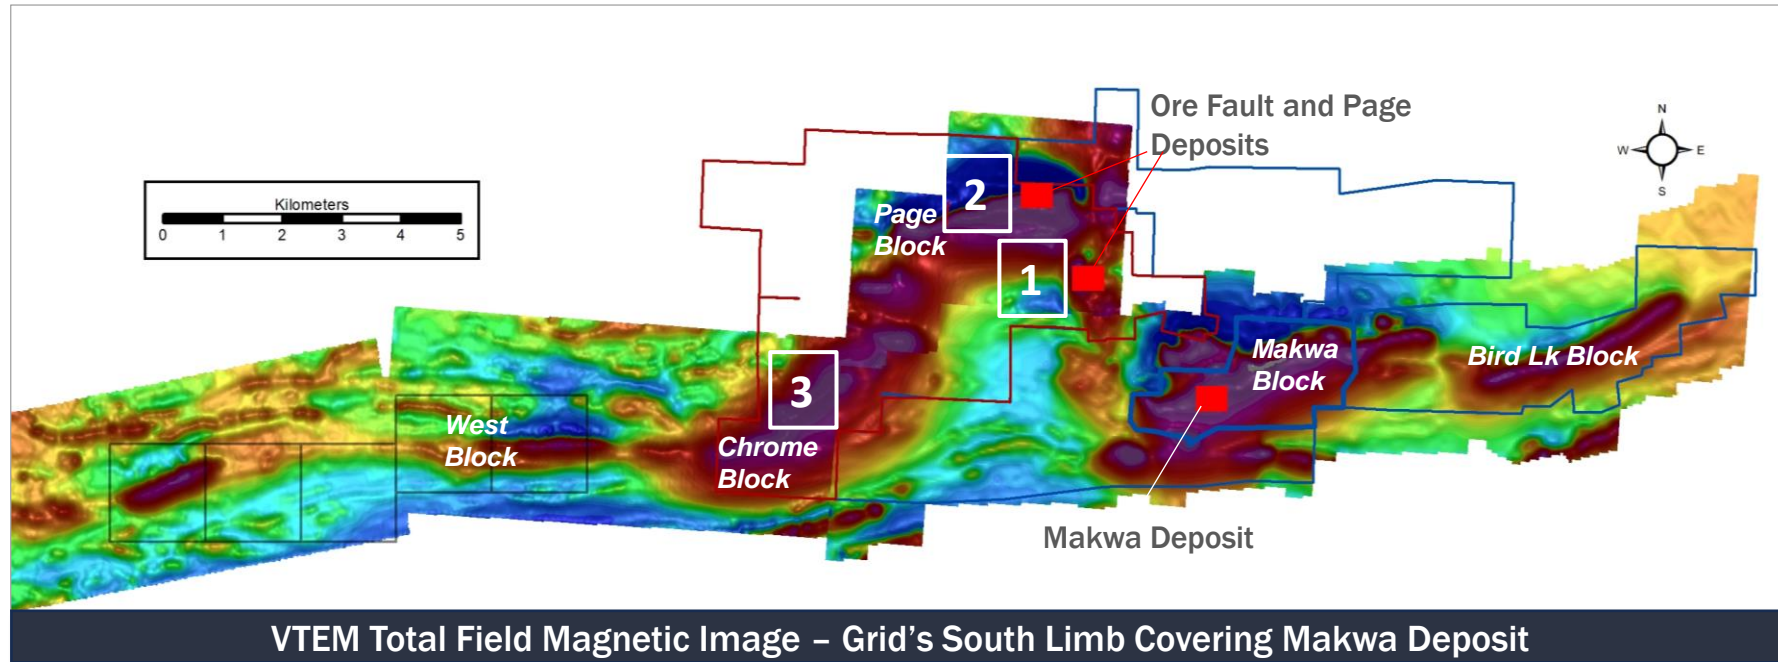 Ore Fault and Page
Deposits
N
W
E
S
Kilometers
0 1 2 3 4 5
2
Page
Block
1
Makwa
Block
Bird Lk Block
3
West
Block
Chrome
Block
Makwa Deposit
VTEM Total Field Magnetic Image – Grid's South Limb Covering Makwa Deposit